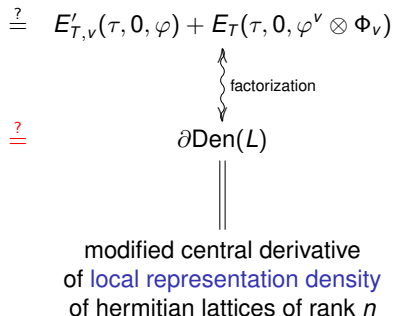 ≟ E′_{T,v}(τ, 0, φ) + E_T(τ, 0, φ^v ⊗ Φ_v)
factorization
≟ ∂Den(L)
modified central derivative
of local representation density
of hermitian lattices of rank n